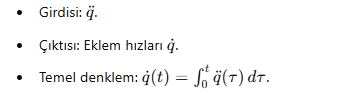 • Girdisi: q̈.
• Çıktısı: Eklem hızları q̇.
• Temel denklem: q̇(t) = ∫₀ᵗ q̈(τ) dτ.